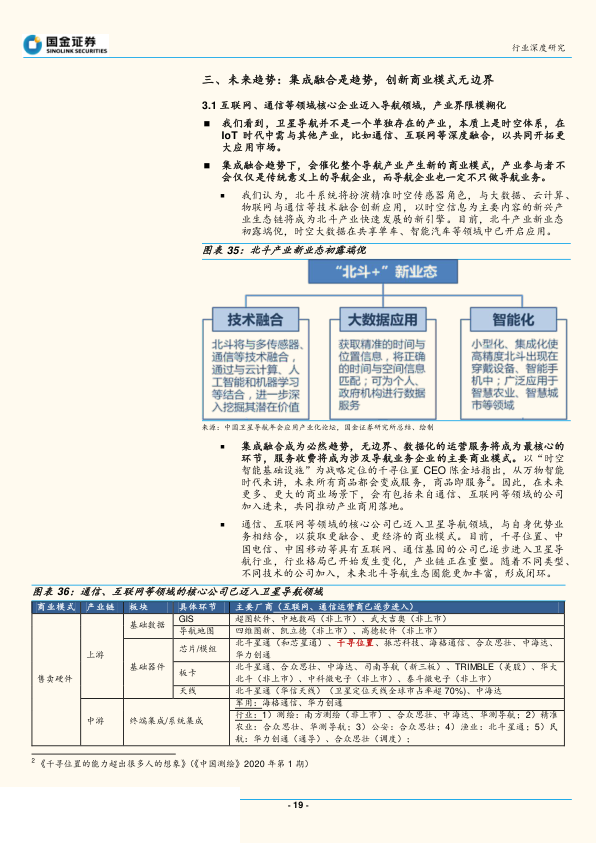 国金证券
SINOLINK SECURITIES
行业深度研究
三、未来趋势：集成融合是趋势，创新商业模式无边界
3.1 互联网、通信等领域核心企业迈入导航领域，产业界限模糊化
■ 我们看到，卫星导航并不是一个单独存在的产业，本质上是时空体系，在
IoT 时代中需与其他产业，比如通信、互联网等深度融合，以共同开拓更
大应用市场。
■ 集成融合趋势下，会催化整个导航产业产生新的商业模式，产业参与者不
会仅仅是传统意义上的导航企业，而导航企业也一定不只做导航业务。
■ 我们认为，北斗系统将扮演精准时空传感器角色，与大数据、云计算、
物联网与通信等技术融合创新应用，以时空信息为主要内容的新兴产
业生态链将成为北斗产业快速发展的新引擎。目前，北斗产业新业态
初露端倪，时空大数据在共享单车、智能汽车等领域中已开启应用。
图表 35：北斗产业新业态初露端倪
“北斗+”新业态
技术融合
北斗将与多传感器、
通信等技术融合，
通过与云计算、人
工智能和机器学习
等结合，进一步深
入挖掘其潜在价值
大数据应用
获取精准的时间与
位置信息，将正确
的时间与空间信息
匹配；可为个人、
政府机构进行数据
服务
智能化
小型化、集成化使
高精度北斗出现在
穿戴设备、智能手
机中；广泛应用于
智慧农业、智慧城
市等领域
来源：中国卫星导航年会应用产业化论坛，国金证券研究所总结、绘制
■ 集成融合成为必然趋势，无边界、数据化的运营服务将成为最核心的
环节，服务收费将成为涉及导航业务企业的主要商业模式。以“时空
智能基础设施”为战略定位的千寻位置 CEO 陈金培指出，从万物智能
时代来讲，未来所有商品都会变成服务，商品即服务2。因此，在未来
更多、更大的商业场景下，会有包括来自通信、互联网等领域的公司
加入进来，共同推动产业商用落地。
■ 通信、互联网等领域的核心公司已迈入卫星导航领域，与自身优势业
务相结合，以获取更融合、更经济的商业模式。目前，千寻位置、中
国电信、中国移动等具有互联网、通信基因的公司已逐步进入卫星导
航行业，行业格局已开始发生变化，产业链正在重塑。随着不同类型、
不同技术的公司加入，未来北斗导航生态圈能更加丰富，形成闭环。
图表 36：通信、互联网等领域的核心公司已迈入卫星导航领域
商业模式 产业链 板块 具体环节 主要厂商（互联网、通信运营商已逐步进入）
售卖硬件 上游 基础数据 GIS 超图软件、中地数码（非上市）、武大吉奥（非上市）
导航地图 四维图新、凯立德（非上市）、高德软件（非上市）
基础器件 芯片/模组 北斗星通（和芯星通）、千寻位置、振芯科技、海格通信、合众思壮、中海达、
华力创通
板卡 北斗星通、合众思壮、中海达、司南导航（新三板）、TRIMBLE（美股）、华大
北斗（非上市）、中科微电子（非上市）、泰斗微电子（非上市）
天线 北斗星通（华信天线）（卫星定位天线全球市占率超 70%）、中海达
中游 终端集成/系统集成 军用：海格通信、华力创通
行业：1）测绘：南方测绘（非上市）、合众思壮、中海达、华测导航；2）精准
农业：合众思壮、华测导航；3）公安：合众思壮；4）渔业：北斗星通；5）民
航：华力创通（通导）、合众思壮（调度）；
2 《千寻位置的能力超出很多人的想象》（《中国测绘》2020 年第 1 期）
- 19 -